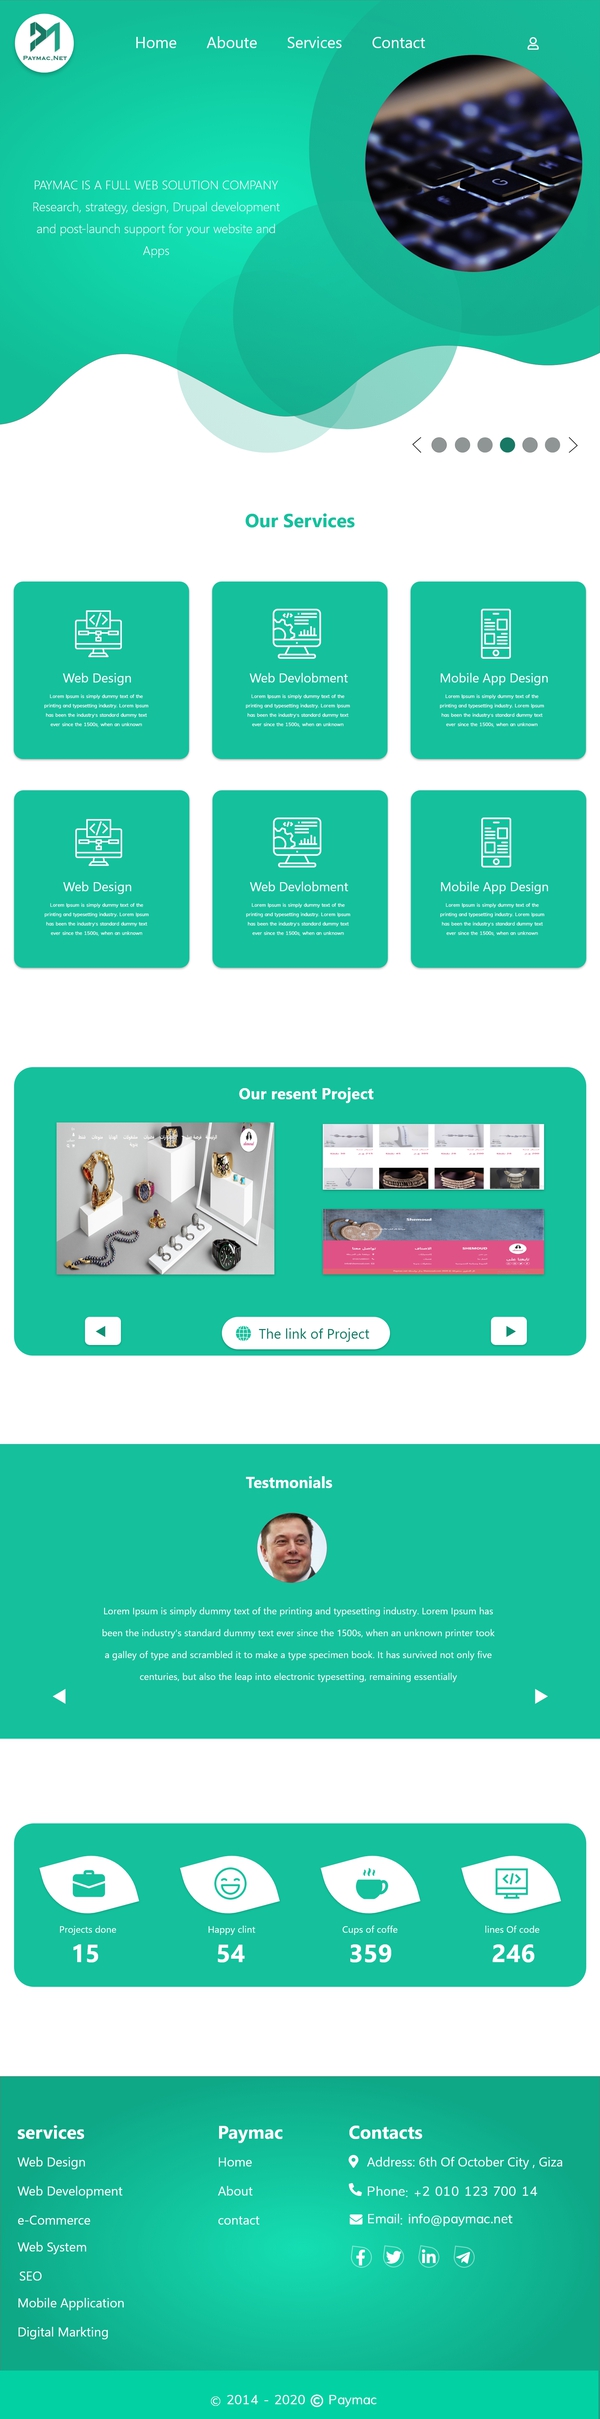 PAYMAC.NET
Home Aboute Services Contact
PAYMAC IS A FULL WEB SOLUTION COMPANY
Research, strategy, design, Drupal development
and post-launch support for your website and
Apps
Our Services
Web Design
Lorem Ipsum is simply dummy text of the
printing and typesetting industry. Lorem Ipsum
has been the industry's standard dummy text
ever since the 1500s, when an unknown
Web Devlobment
Lorem Ipsum is simply dummy text of the
printing and typesetting industry. Lorem Ipsum
has been the industry's standard dummy text
ever since the 1500s, when an unknown
Mobile App Design
Lorem Ipsum is simply dummy text of the
printing and typesetting industry. Lorem Ipsum
has been the industry's standard dummy text
ever since the 1500s, when an unknown
Web Design
Lorem Ipsum is simply dummy text of the
printing and typesetting industry. Lorem Ipsum
has been the industry's standard dummy text
ever since the 1500s, when an unknown
Web Devlobment
Lorem Ipsum is simply dummy text of the
printing and typesetting industry. Lorem Ipsum
has been the industry's standard dummy text
ever since the 1500s, when an unknown
Mobile App Design
Lorem Ipsum is simply dummy text of the
printing and typesetting industry. Lorem Ipsum
has been the industry's standard dummy text
ever since the 1500s, when an unknown
Our resent Project
The link of Project
Testmonials
Lorem Ipsum is simply dummy text of the printing and typesetting industry. Lorem Ipsum has
been the industry's standard dummy text ever since the 1500s, when an unknown printer took
a galley of type and scrambled it to make a type specimen book. It has survived not only five
centuries, but also the leap into electronic typesetting, remaining essentially
Projects done
15
Happy clint
54
Cups of coffe
359
lines Of code
246
services
Web Design
Web Development
e-Commerce
Web System
SEO
Mobile Application
Digital Markting
Paymac
Home
About
contact
Contacts
Address: 6th Of October City , Giza
Phone: +2 010 123 700 14
Email: info@paymac.net
© 2014 - 2020 © Paymac